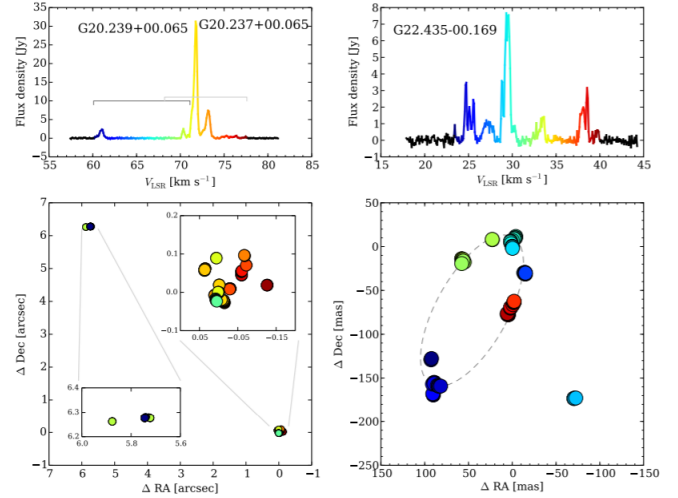 G20.239+00.065
G20.237+00.065
Flux density [Jy]
35
30
25
20
15
10
5
0
−5
55 60 65 70 75 80 85
V_LSR [km s⁻¹]
G22.435-00.169
Flux density [Jy]
8
7
6
5
4
3
2
1
0
−1
15 20 25 30 35 40 45
V_LSR [km s⁻¹]
Δ Dec [arcsec]
7
6
5
4
3
2
1
0
−1
0.2
0.1
0.0
−0.1
0.05 −0.05 −0.15
6.4
6.3
6.2
6.0 5.8 5.6
7 6 5 4 3 2 1 0 −1
Δ RA [arcsec]
Δ Dec [mas]
50
0
−50
−100
−150
−200
−250
150 100 50 0 −50 −100 −150
Δ RA [mas]